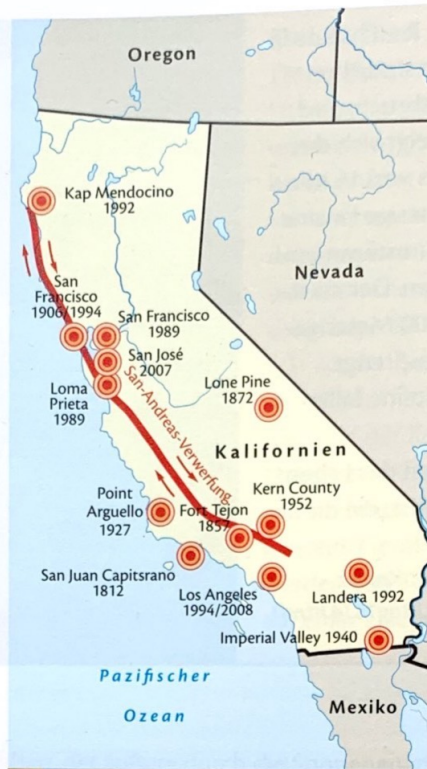 Oregon
Kap Mendocino
1992
Nevada
San
Francisco
1906/1994
San Francisco
1989
San José
2007
Loma
Prieta
1989
Lone Pine
1872
San-Andreas-Verwerfung
Kalifornien
Kern County
1952
Point
Arguello
1927
Fort Tejon
1857
San Juan Capitsrano
1812
Los Angeles
1994/2008
Landera 1992
Imperial Valley 1940
Pazifischer
Ozean
Mexiko